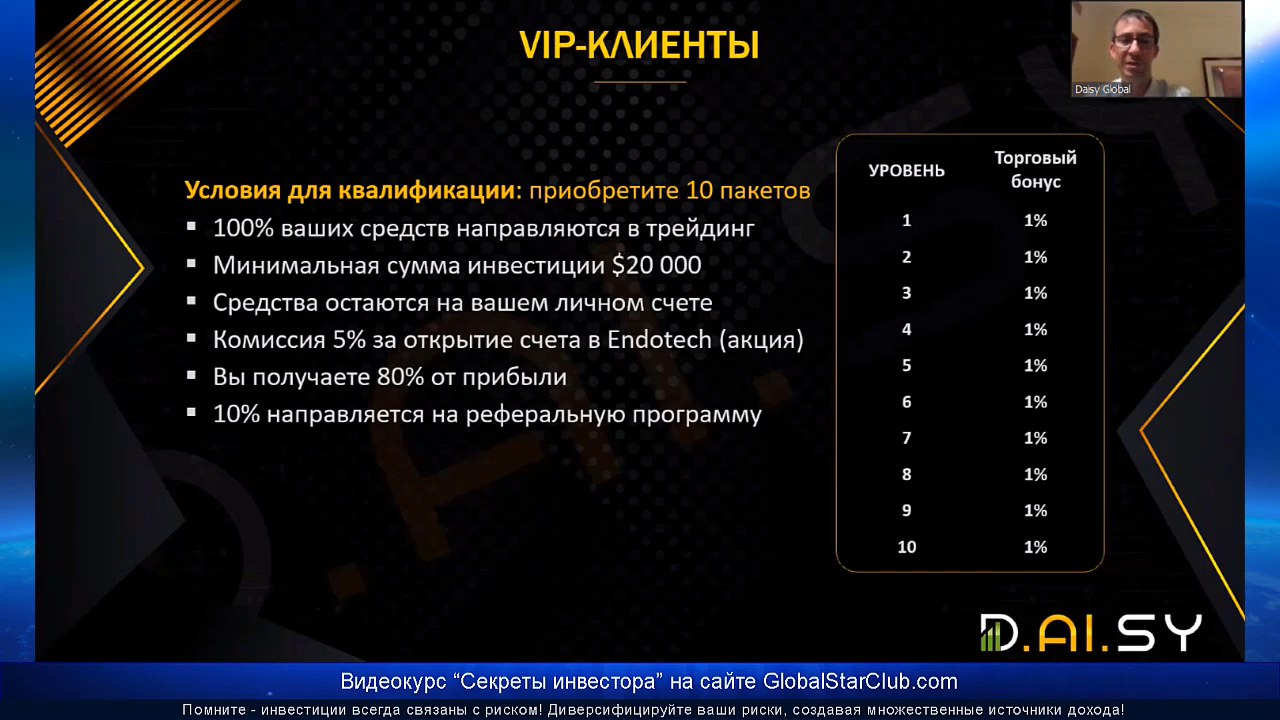 VIP-КЛИЕНТЫ
Daisy Global
Условия для квалификации: приобретите 10 пакетов
▪ 100% ваших средств направляются в трейдинг
▪ Минимальная сумма инвестиции $20 000
▪ Средства остаются на вашем личном счете
▪ Комиссия 5% за открытие счета в Endotech (акция)
▪ Вы получаете 80% от прибыли
▪ 10% направляется на реферальную программу
УРОВЕНЬ Торговый бонус
1 1%
2 1%
3 1%
4 1%
5 1%
6 1%
7 1%
8 1%
9 1%
10 1%
D.AI.SY
Видеокурс “Секреты инвестора” на сайте GlobalStarClub.com
Помните - инвестиции всегда связаны с риском! Диверсифицируйте ваши риски, создавая множественные источники дохода!